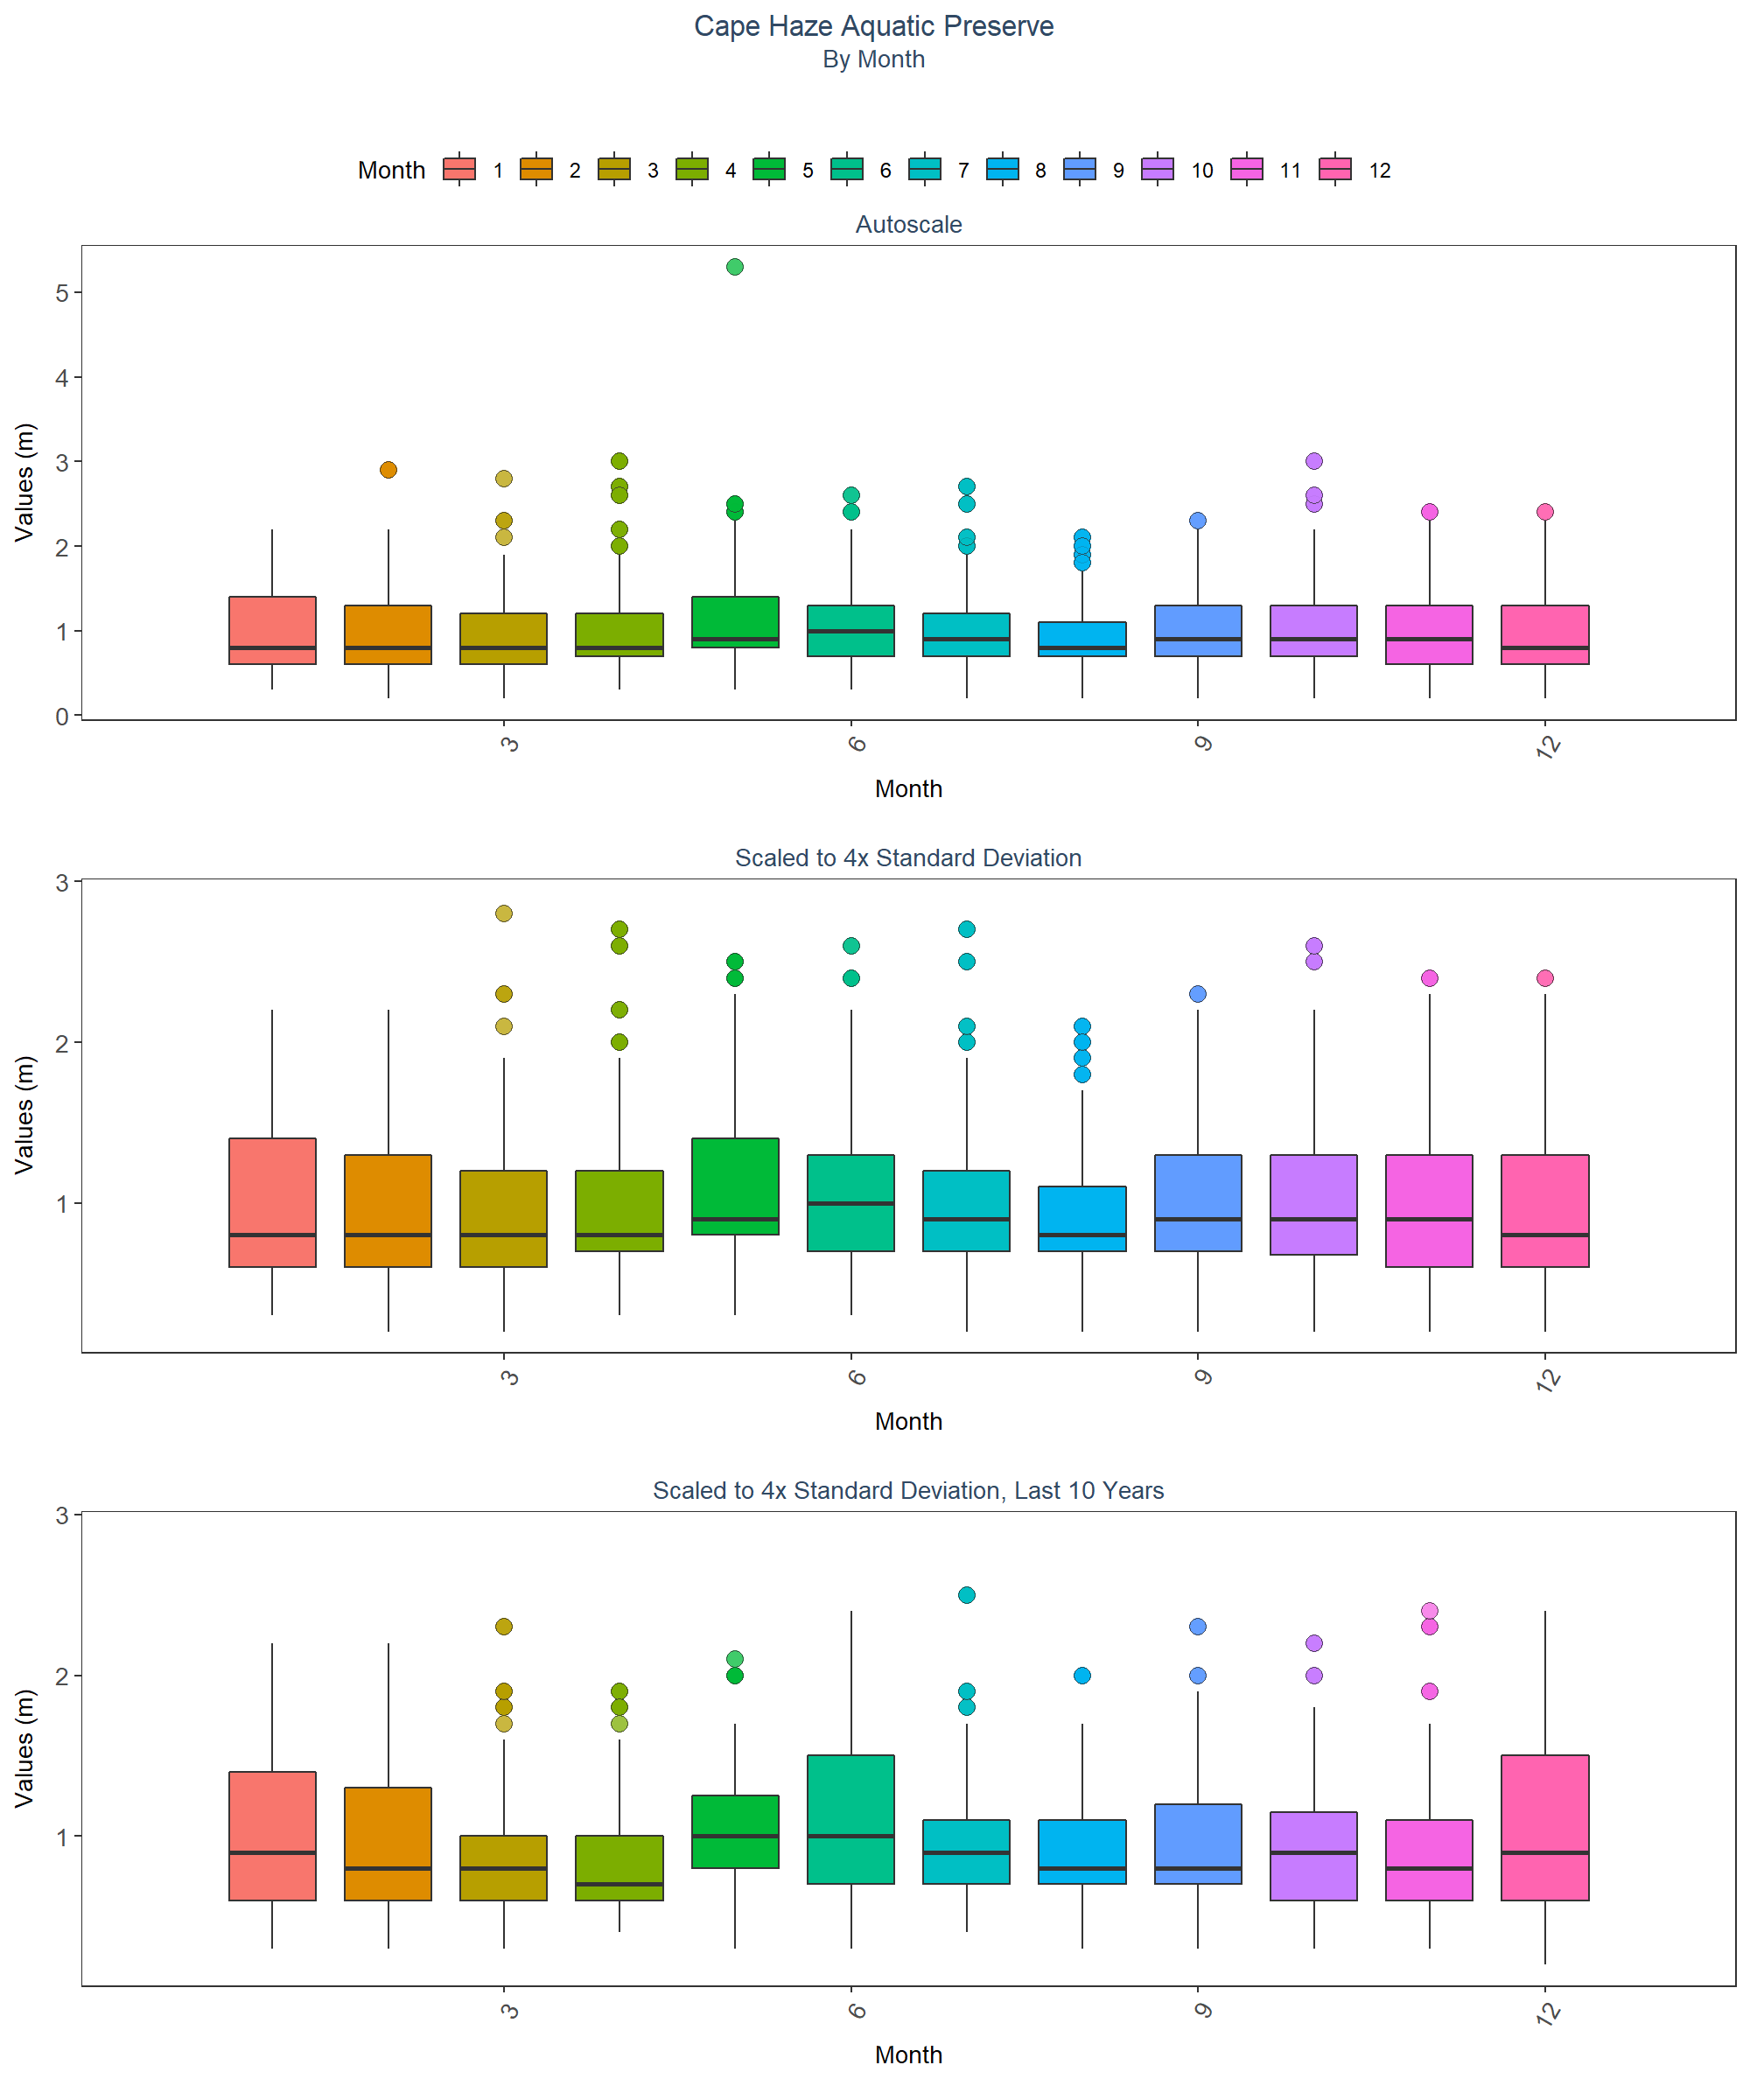 Cape Haze Aquatic Preserve
By Month
Month 1 2 3 4 5 6 7 8 9 10 11 12
Autoscale
5
4
3
2
1
0
Values (m)
3 6 9 12
Month
Scaled to 4x Standard Deviation
3
2
1
Values (m)
3 6 9 12
Month
Scaled to 4x Standard Deviation, Last 10 Years
3
2
1
Values (m)
3 6 9 12
Month